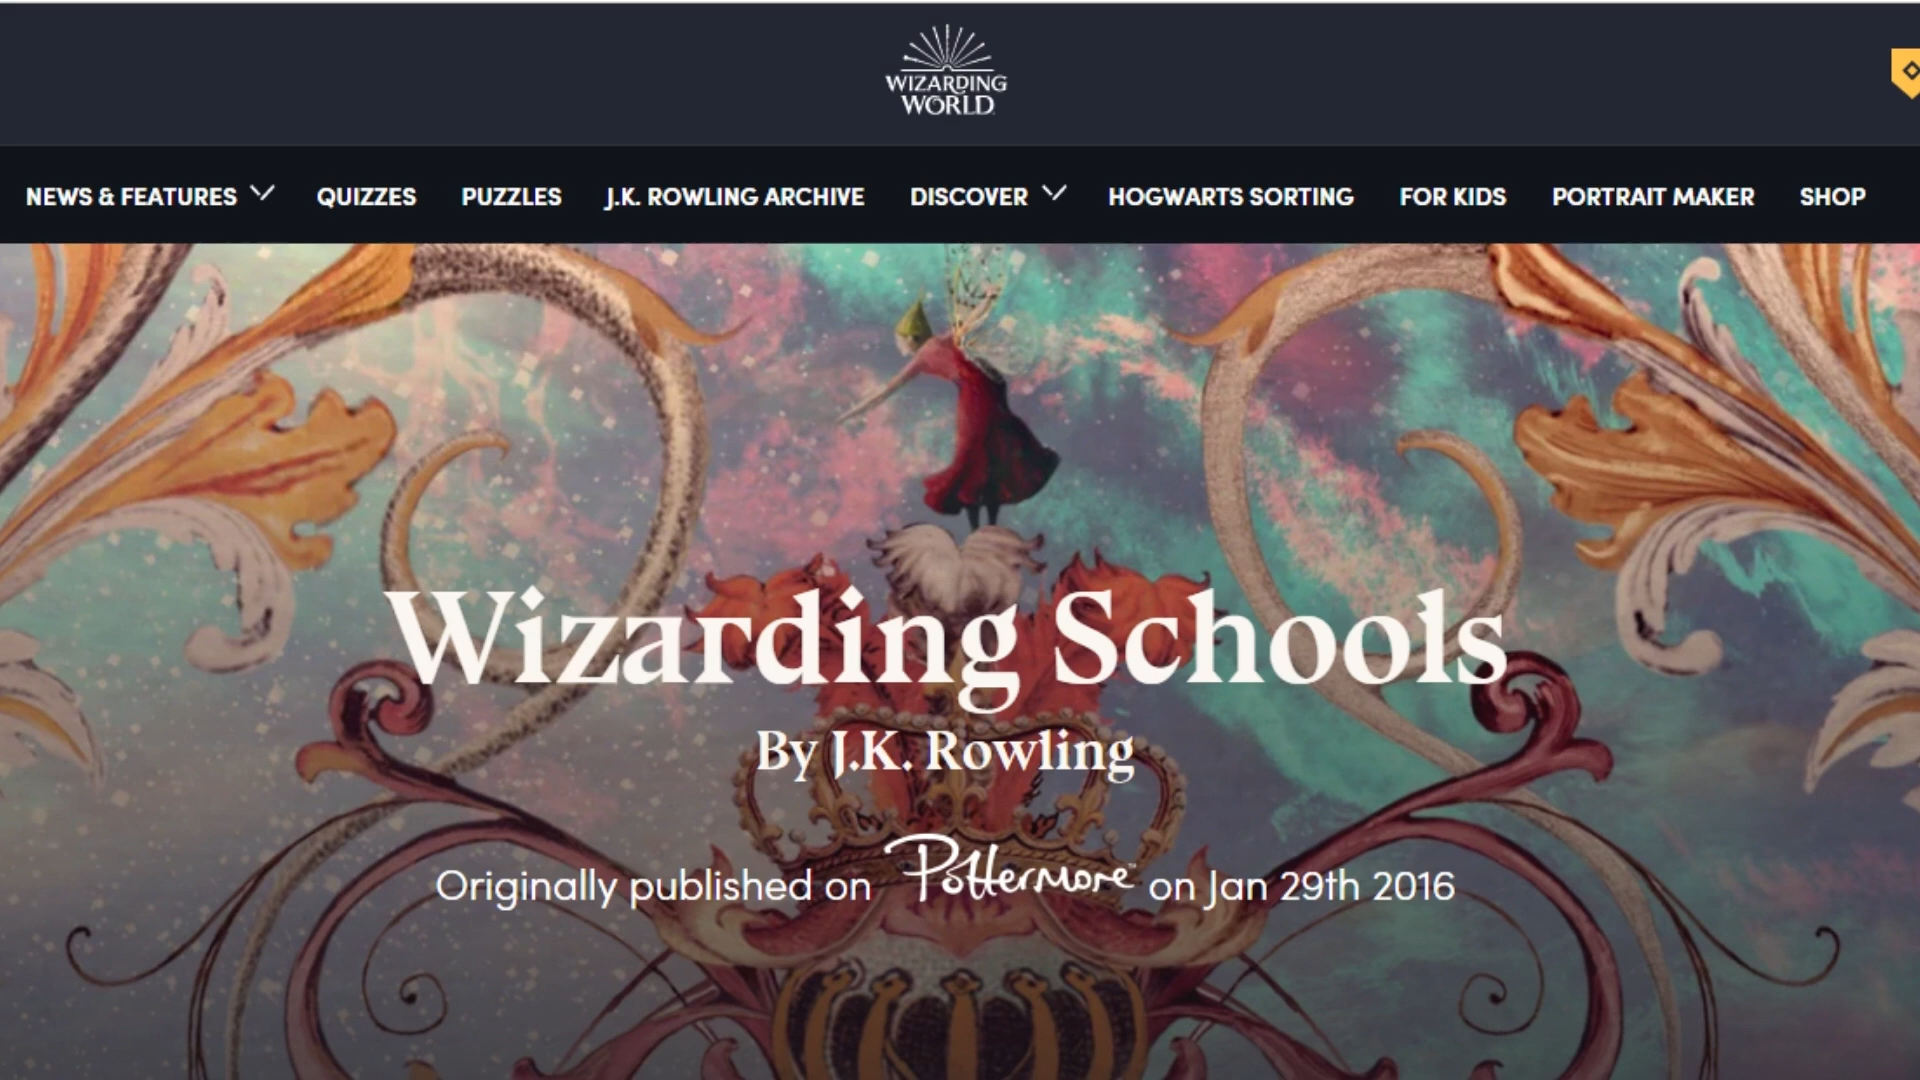 WIZARDING
WORLD
NEWS & FEATURES QUIZZES PUZZLES J.K. ROWLING ARCHIVE DISCOVER HOGWARTS SORTING FOR KIDS PORTRAIT MAKER SHOP
Wizarding Schools
By J.K. Rowling
Originally published on Pottermore™ on Jan 29th 2016